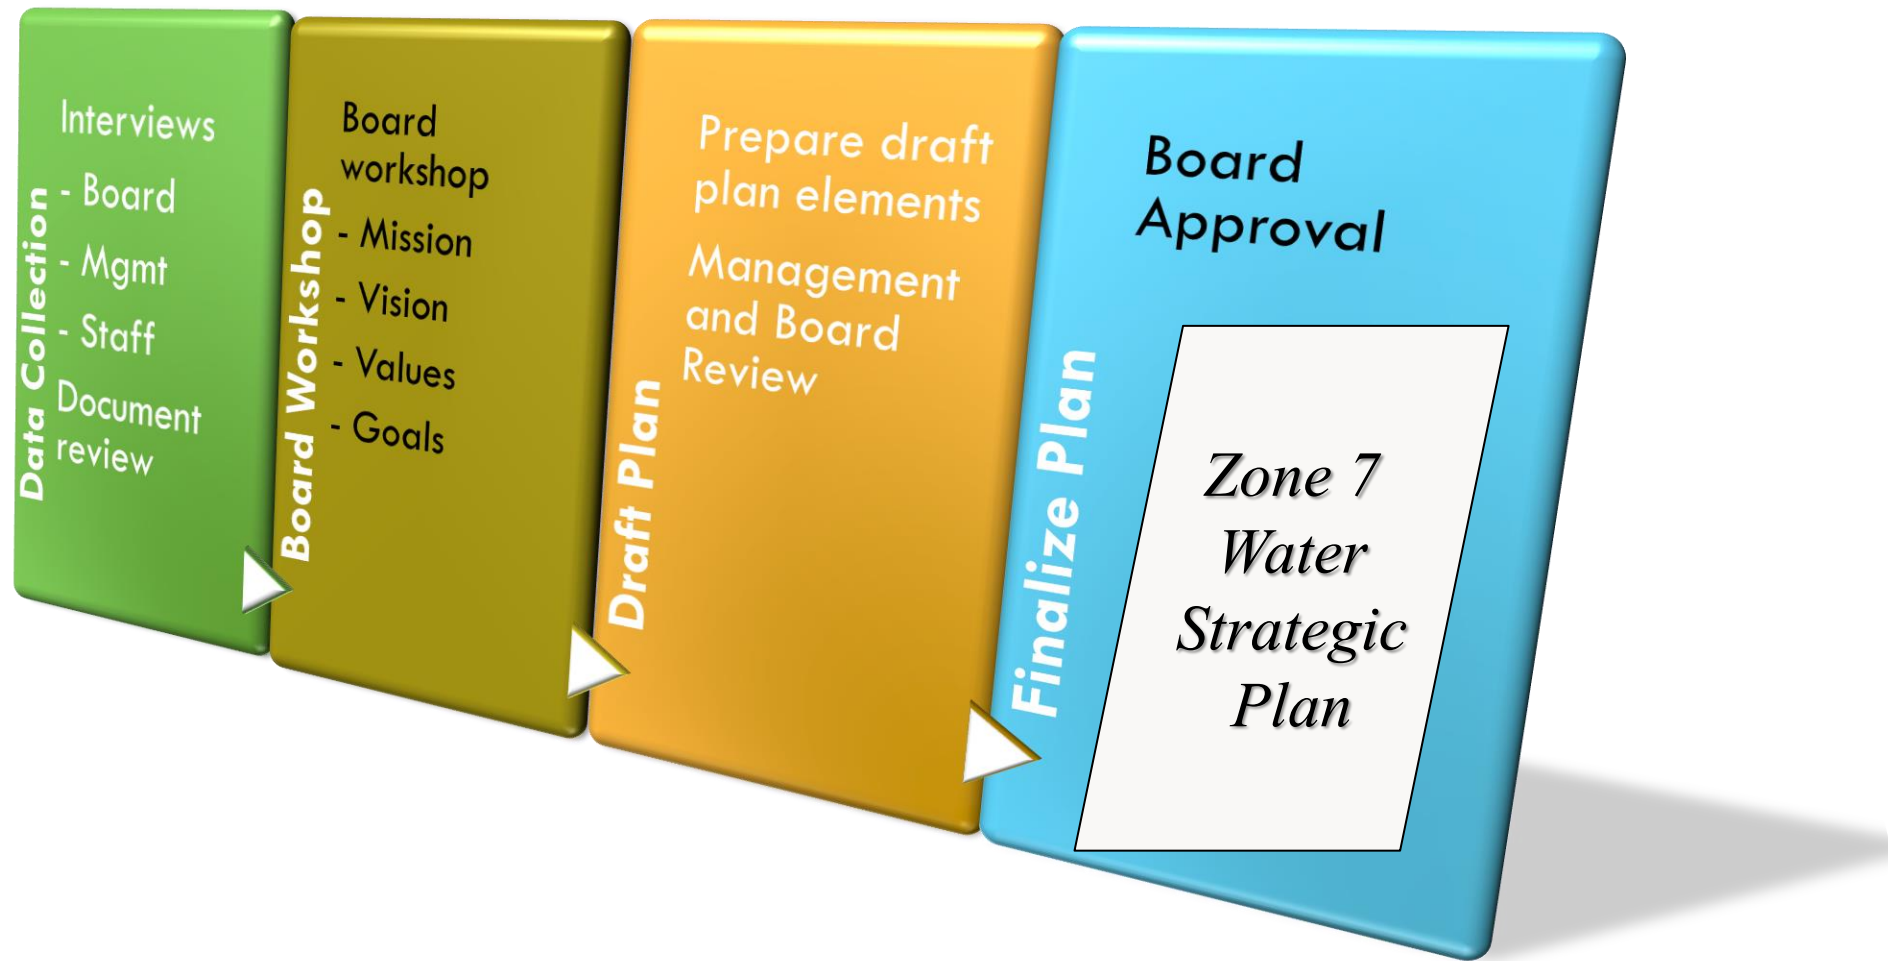 Data Collection
Interviews
- Board
- Mgmt
- Staff
Document
review
Board Workshop
Board
workshop
- Mission
- Vision
- Values
- Goals
Draft Plan
Prepare draft
plan elements
Management
and Board
Review
Finalize Plan
Board
Approval
Zone 7
Water
Strategic
Plan